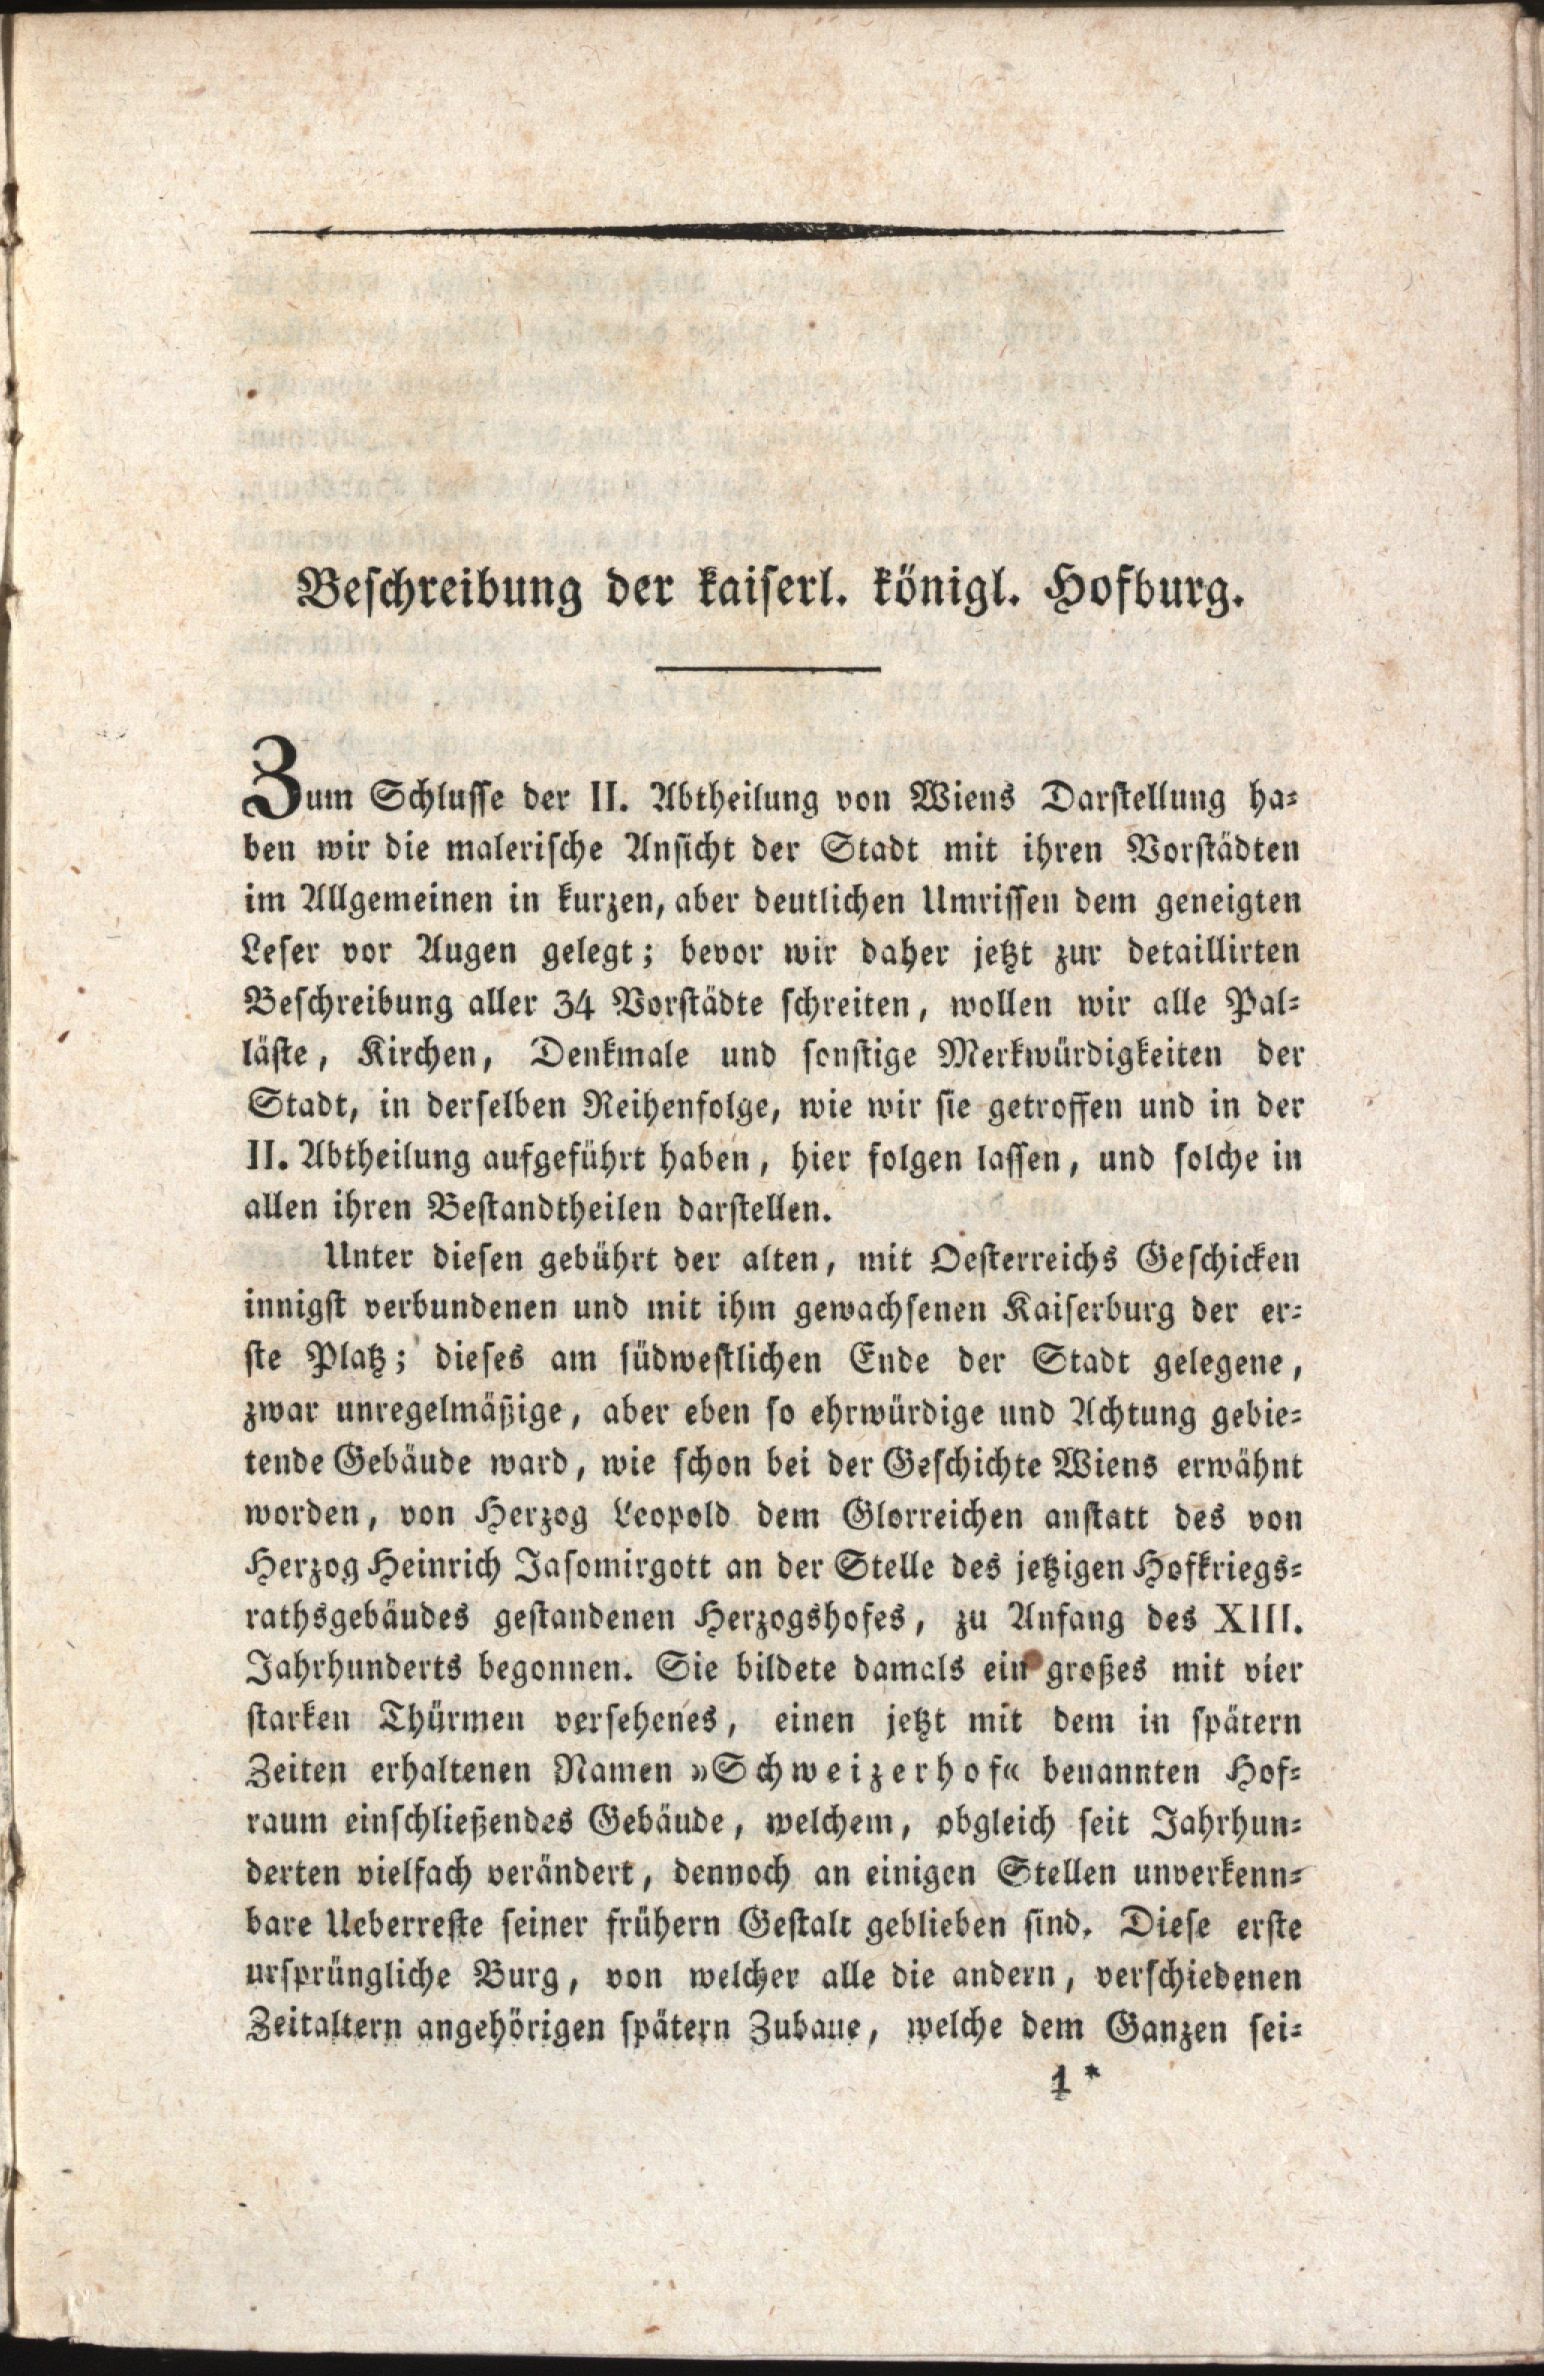 Beschreibung der kaiserl. königl. Hofburg.
Zum Schlusse der II. Abtheilung von Wiens Darstellung ha-
ben wir die malerische Ansicht der Stadt mit ihren Vorstädten
im Allgemeinen in kurzen, aber deutlichen Umrissen dem geneigten
Leser vor Augen gelegt; bevor wir daher jetzt zur detaillirten
Beschreibung aller 34 Vorstädte schreiten, wollen wir alle Pal-
läste, Kirchen, Denkmale und sonstige Merkwürdigkeiten der
Stadt, in derselben Reihenfolge, wie wir sie getroffen und in der
II. Abtheilung aufgeführt haben, hier folgen lassen, und solche in
allen ihren Bestandtheilen darstellen.
Unter diesen gebührt der alten, mit Oesterreichs Geschicken
innigst verbundenen und mit ihm gewachsenen Kaiserburg der er-
ste Platz; dieses am südwestlichen Ende der Stadt gelegene,
zwar unregelmäßige, aber eben so ehrwürdige und Achtung gebie-
tende Gebäude ward, wie schon bei der Geschichte Wiens erwähnt
worden, von Herzog Leopold dem Glorreichen anstatt des von
Herzog Heinrich Jasomirgott an der Stelle des jetzigen Hofkriegs-
rathsgebäudes gestandenen Herzogshofes, zu Anfang des XIII.
Jahrhunderts begonnen. Sie bildete damals ein großes mit vier
starken Thürmen versehenes, einen jetzt mit dem in spätern
Zeiten erhaltenen Namen »Schweizerhof« benannten Hof-
raum einschließendes Gebäude, welchem, obgleich seit Jahrhun-
derten vielfach verändert, dennoch an einigen Stellen unverkenn-
bare Ueberreste seiner frühern Gestalt geblieben sind. Diese erste
ursprüngliche Burg, von welcher alle die andern, verschiedenen
Zeitaltern angehörigen spätern Zubaue, welche dem Ganzen sei-
1*